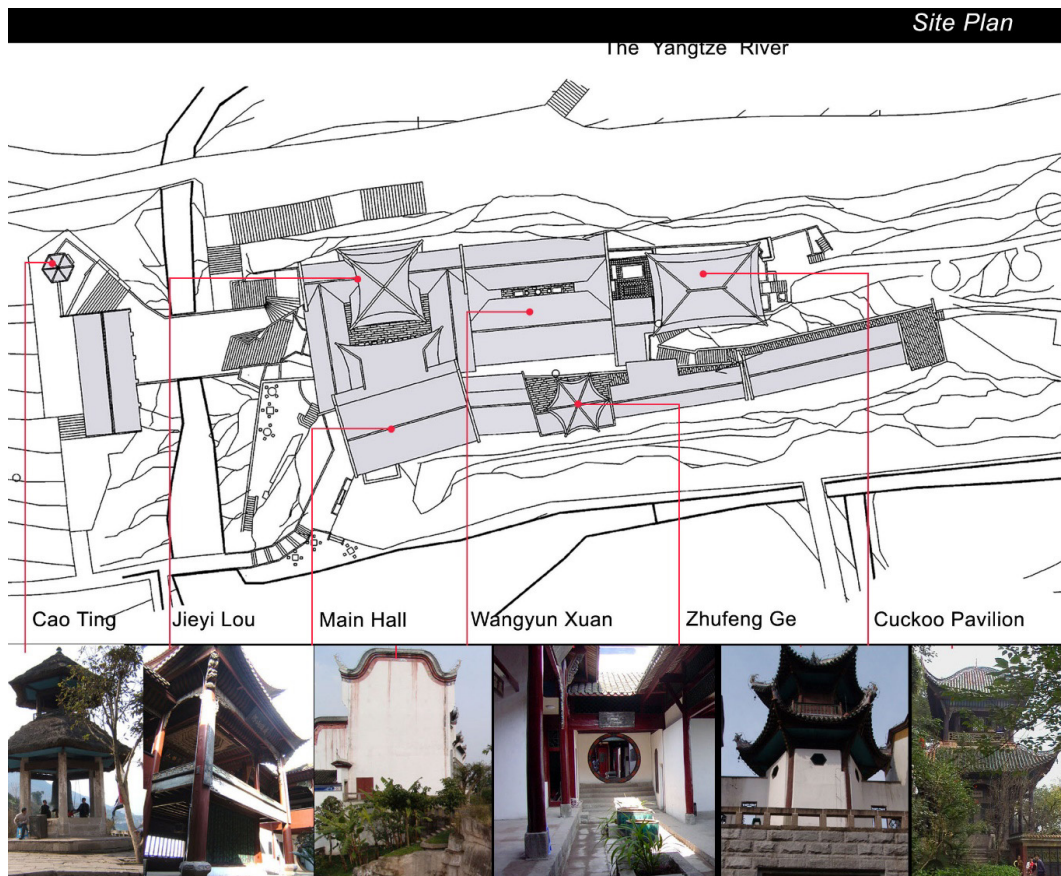 Site Plan
The Yangtze River
Cao Ting
Jieyi Lou
Main Hall
Wangyun Xuan
Zhufeng Ge
Cuckoo Pavilion